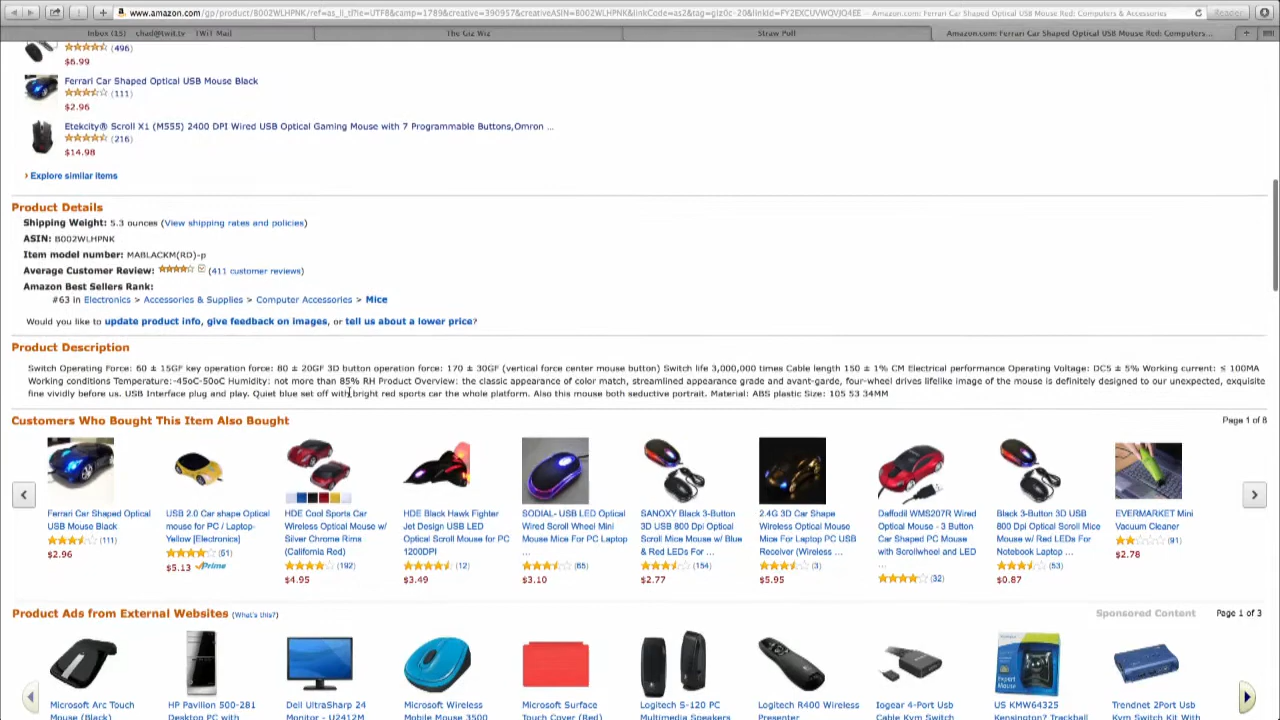 www.amazon.com/gp/product/B002WLHPNK/ref=as_li_tl?ie=UTF8&camp=1789&creative=390957&creativeASIN=B002WLHPNK&linkCode=as2&tag=giz0c-20&linkId=FY2EXCUVWQVJQ4EE — Amazon.com: Ferrari Car Shaped Optical USB Mouse Red: Computers & Accessories
Reader
Inbox (15) chad@twit.tv TWiT Mail
The Giz Wiz
Straw Poll
Amazon.com: Ferrari Car Shaped Optical USB Mouse Red: Computers...
(496)
$6.99
Ferrari Car Shaped Optical USB Mouse Black
(111)
$2.96
Etekcity® Scroll X1 (M555) 2400 DPI Wired USB Optical Gaming Mouse with 7 Programmable Buttons,Omron ...
(216)
$14.98
› Explore similar items
Product Details
Shipping Weight: 5.3 ounces (View shipping rates and policies)
ASIN: B002WLHPNK
Item model number: MABLACKM(RD)-p
Average Customer Review: (411 customer reviews)
Amazon Best Sellers Rank:
#63 in Electronics > Accessories & Supplies > Computer Accessories > Mice
Would you like to update product info, give feedback on images, or tell us about a lower price?
Product Description
Switch Operating Force: 60 ± 15GF key operation force: 80 ± 20GF 3D button operation force: 170 ± 30GF (vertical force center mouse button) Switch life 3,000,000 times Cable length 150 ± 1% CM Electrical performance Operating Voltage: DC5 ± 5% Working current: ≤ 100MA
Working conditions Temperature:-45oC-50oC Humidity: not more than 85% RH Product Overview: the classic appearance of color match, streamlined appearance grade and avant-garde, four-wheel drives lifelike image of the mouse is definitely designed to our unexpected, exquisite
fine vividly before us. USB Interface plug and play. Quiet blue set off with bright red sports car the whole platform. Also this mouse both seductive portrait. Material: ABS plastic Size: 105 53 34MM
Customers Who Bought This Item Also Bought
Page 1 of 8
Ferrari Car Shaped Optical
USB Mouse Black
(111)
$2.96
USB 2.0 Car shape Optical
mouse for PC / Laptop-
Yellow [Electronics]
(51)
$5.13 Prime
HDE Cool Sports Car
Wireless Optical Mouse w/
Silver Chrome Rims
(California Red)
(192)
$4.95
HDE Black Hawk Fighter
Jet Design USB LED
Optical Scroll Mouse for PC
1200DPI
(12)
$3.49
SODIAL- USB LED Optical
Wired Scroll Wheel Mini
Mouse Mice For PC Laptop
...
(65)
$3.10
SANOXY Black 3-Button
3D USB 800 Dpi Optical
Scroll Mice Mouse w/ Blue
& Red LEDs For ...
(154)
$2.77
2.4G 3D Car Shape
Wireless Optical Mouse
Mice For Laptop PC USB
Receiver (Wireless ...
(3)
$5.95
Daffodil WMS207R Wired
Optical Mouse - 3 Button
Car Shaped PC Mouse
with Scrollwheel and LED
...
(32)
Black 3-Button 3D USB
800 Dpi Optical Scroll Mice
Mouse w/ Red LEDs For
Notebook Laptop ...
(53)
$0.87
EVERMARKET Mini
Vacuum Cleaner
(91)
$2.78
Product Ads from External Websites (What's this?)
Sponsored Content
Page 1 of 3
Microsoft Arc Touch
Mouse (Black)
HP Pavilion 500-281
Desktop PC with
Dell UltraSharp 24
Monitor - U2412M
Microsoft Wireless
Mobile Mouse 3500
Microsoft Surface
Touch Cover (Red)
Logitech S-120 PC
Multimedia Speakers
Logitech R400 Wireless
Presenter
Iogear 4-Port Usb
Cable Kvm Switch
US KMW64325
Kensington? Trackball
Trendnet 2Port Usb
Kvm Switch Kit With